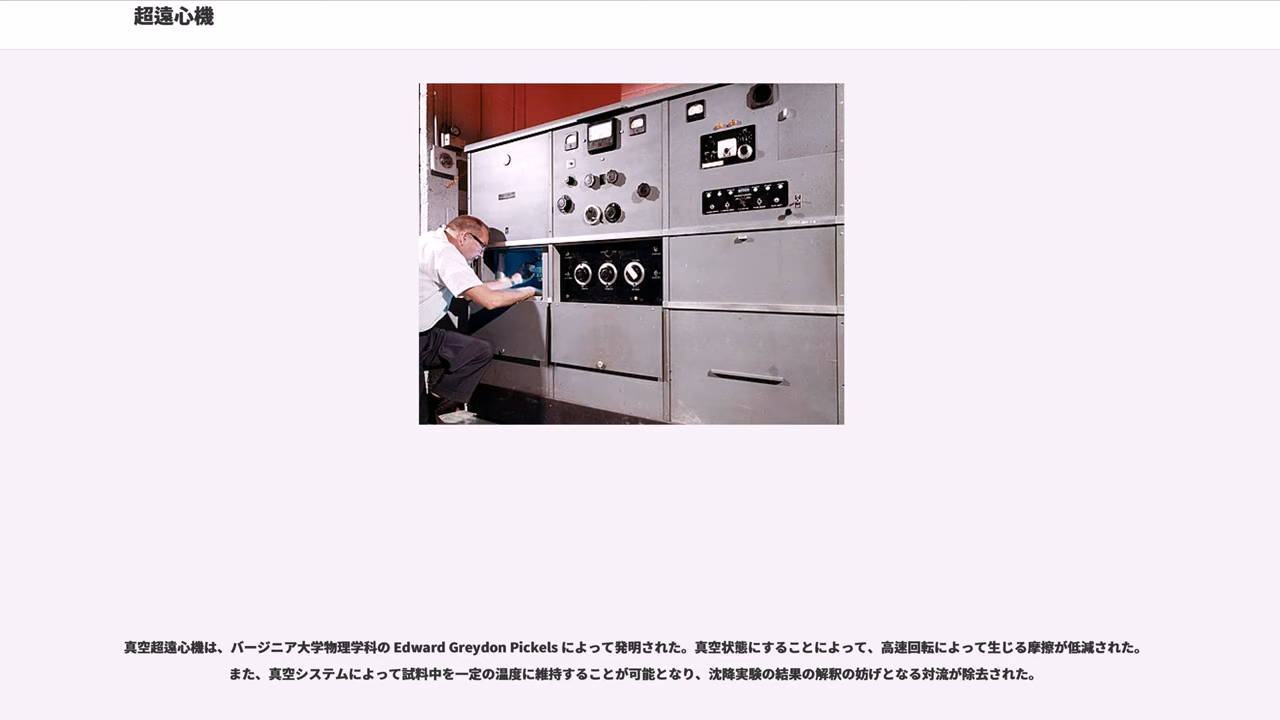 超遠心機
真空超遠心機は、バージニア大学物理学科の Edward Greydon Pickels によって発明された。真空状態にすることによって、高速回転によって生じる摩擦が低減された。
また、真空システムによって試料中を一定の温度に維持することが可能となり、沈降実験の結果の解釈の妨げとなる対流が除去された。